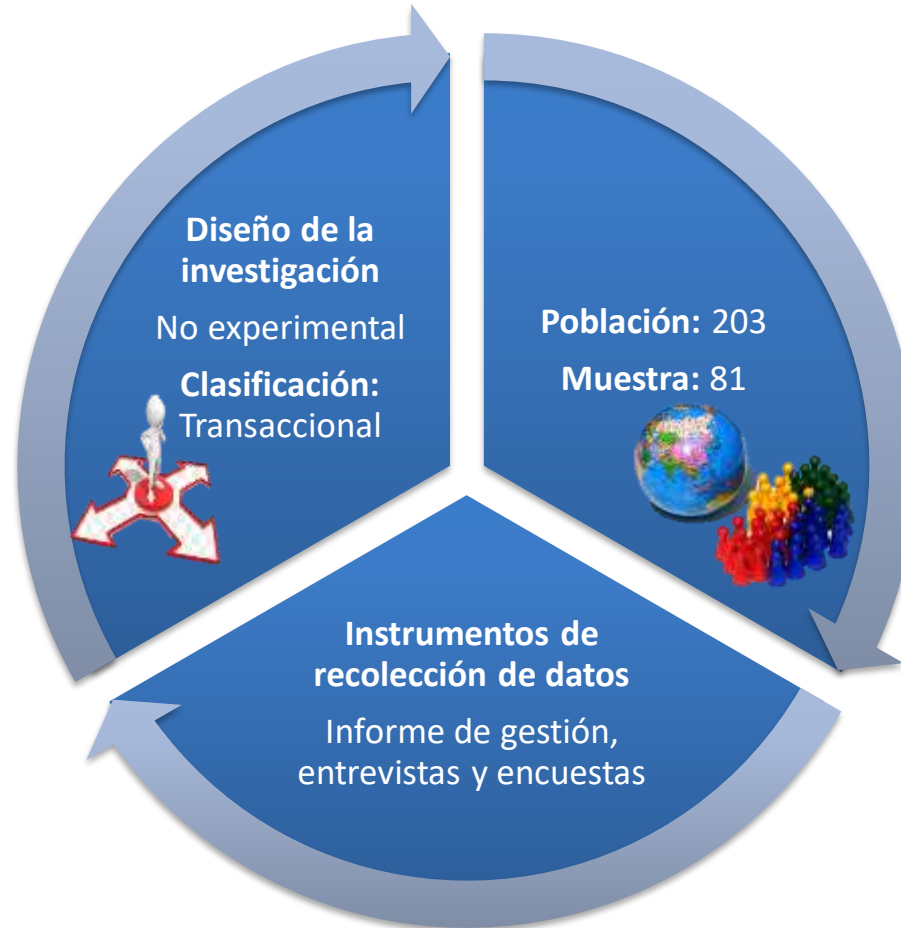 Diseño de la
investigación
No experimental
Clasificación:
Transaccional
Población: 203
Muestra: 81
Instrumentos de
recolección de datos
Informe de gestión,
entrevistas y encuestas